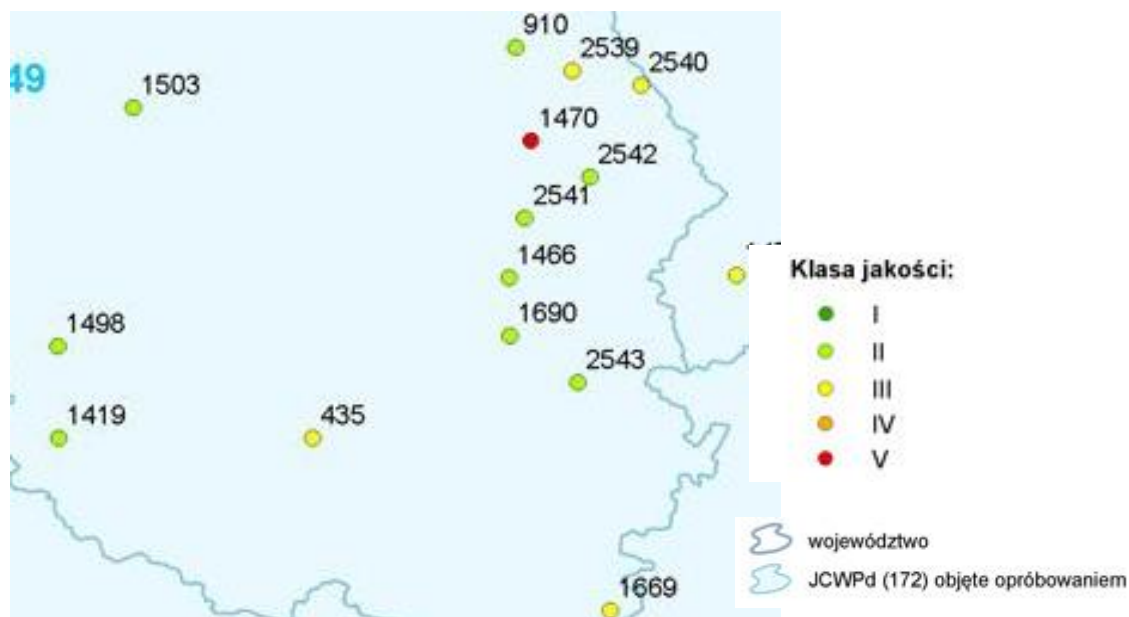 910
2539
2540
49
1503
1470
2542
2541
1466
1690
1498
2543
1419
435
1669
Klasa jakości:
I
II
III
IV
V
województwo
JCWPd (172) objęte opróbowaniem